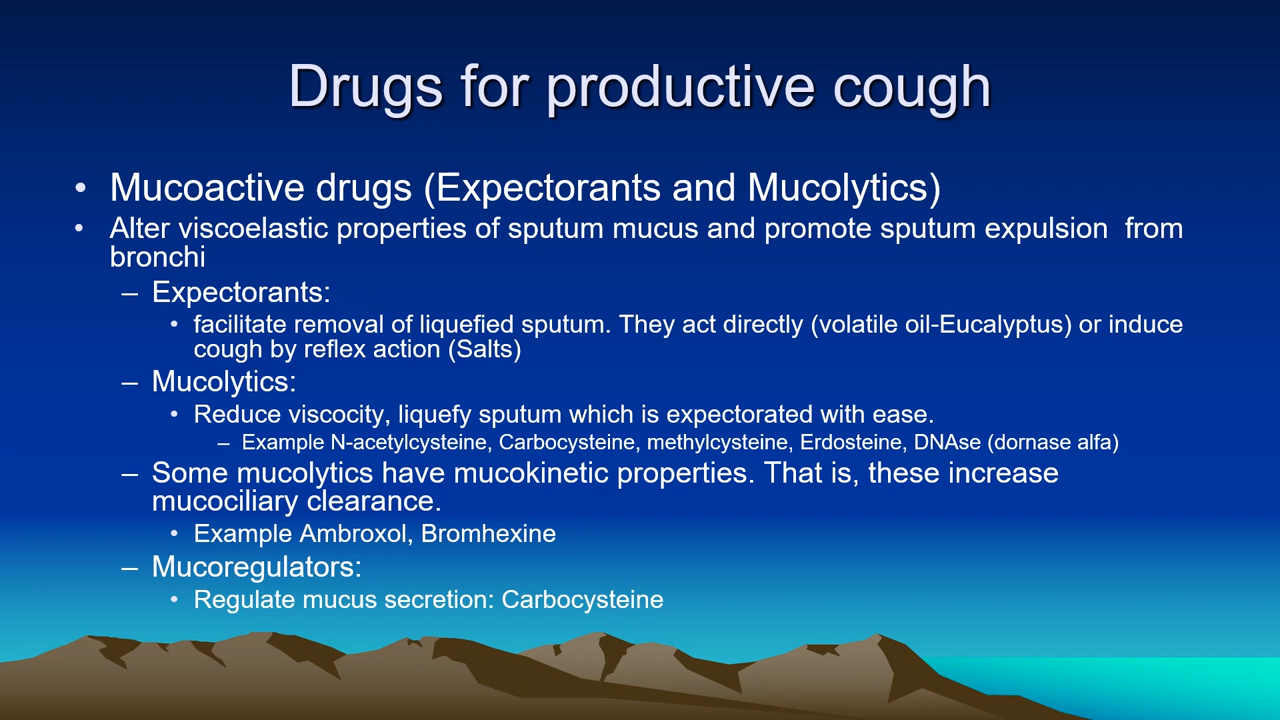 Drugs for productive cough
• Mucoactive drugs (Expectorants and Mucolytics)
• Alter viscoelastic properties of sputum mucus and promote sputum expulsion  from
bronchi
– Expectorants:
• facilitate removal of liquefied sputum. They act directly (volatile oil-Eucalyptus) or induce
cough by reflex action (Salts)
– Mucolytics:
• Reduce viscocity, liquefy sputum which is expectorated with ease.
– Example N-acetylcysteine, Carbocysteine, methylcysteine, Erdosteine, DNAse (dornase alfa)
– Some mucolytics have mucokinetic properties. That is, these increase
mucociliary clearance.
• Example Ambroxol, Bromhexine
– Mucoregulators:
• Regulate mucus secretion: Carbocysteine